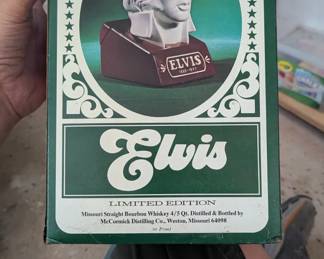 ELVIS
Elvis
LIMITED EDITION
Missouri Straight Bourbon Whiskey 4/5 Qt. Distilled & Bottled by
McCormick Distilling Co., Weston, Missouri 64098